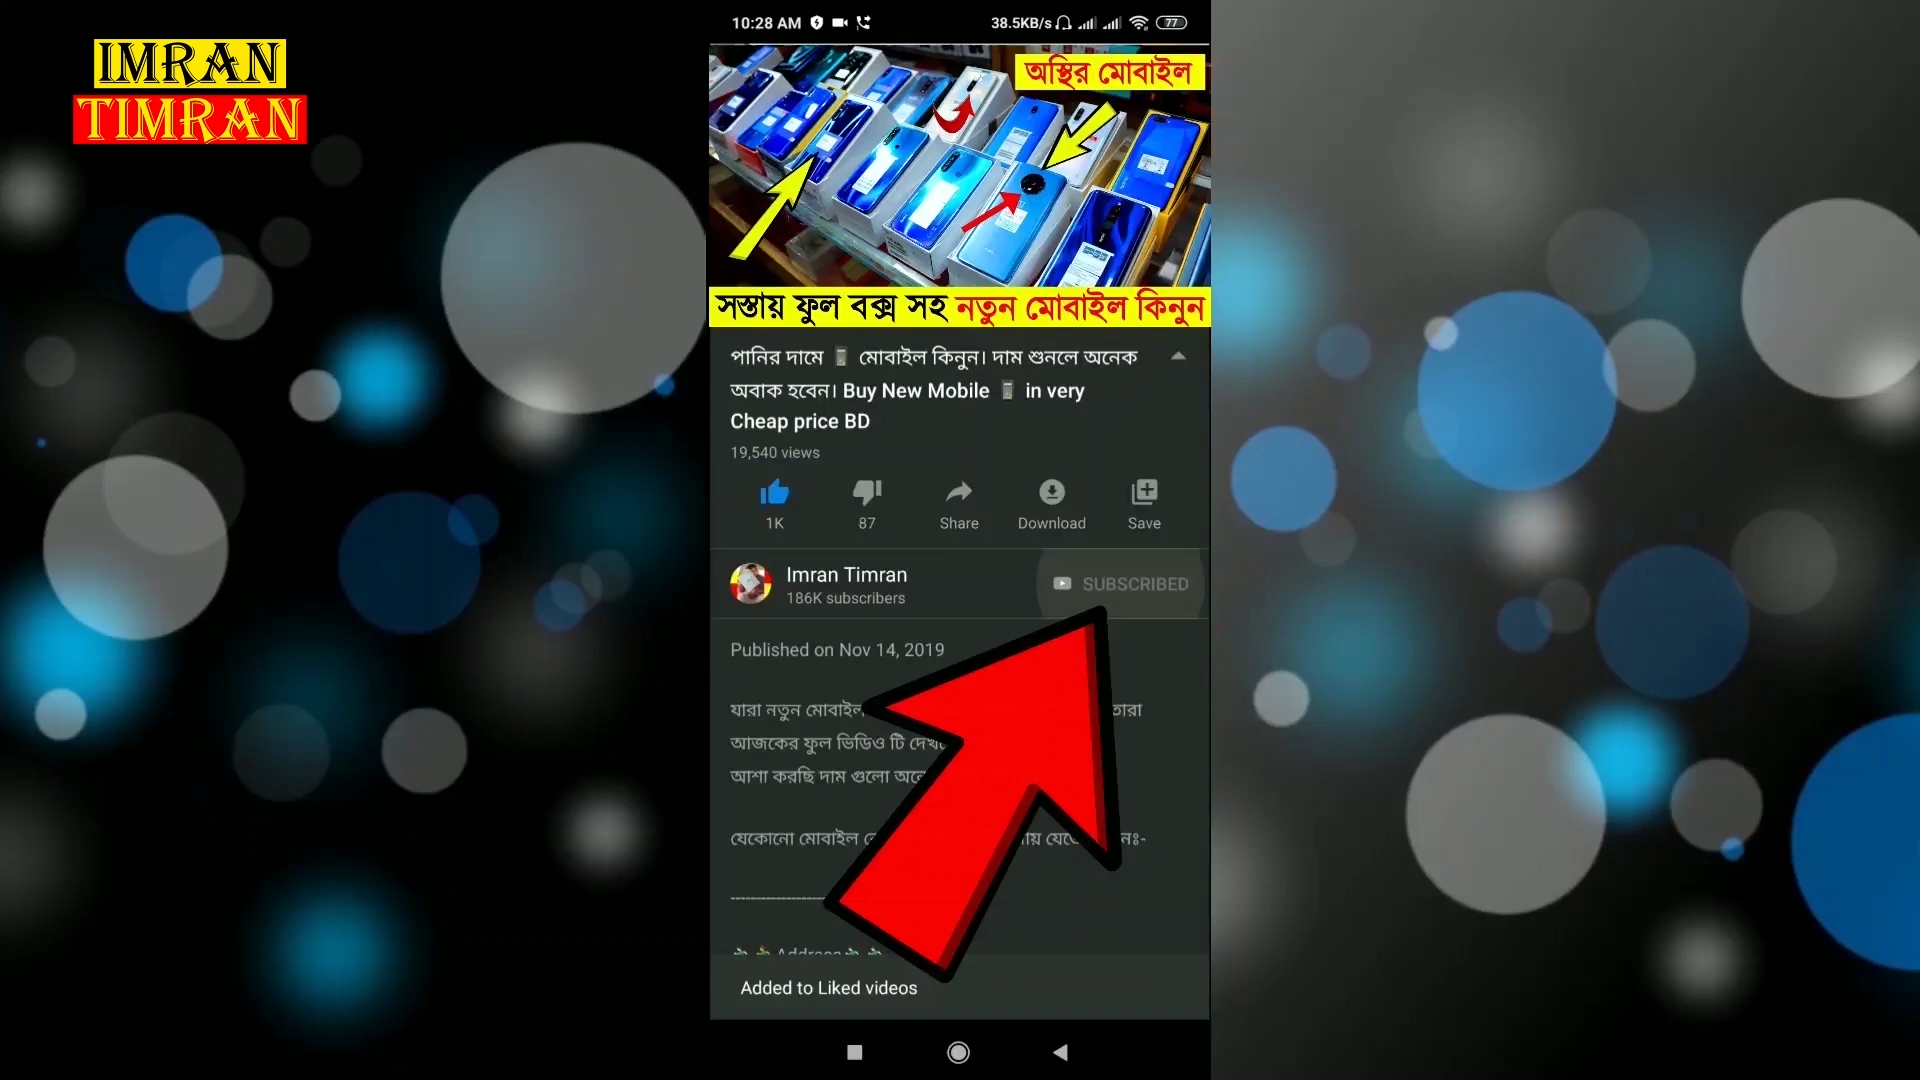 IMRAN
TIMRAN
10:28 AM
38.5KB/s
77
অস্থির মোবাইল
সস্তায় ফুল বক্স সহ নতুন মোবাইল কিনুন
পানির দামে মোবাইল কিনুন। দাম শুনলে অনেক
অবাক হবেন। Buy New Mobile in very
Cheap price BD
19,540 views
1K
87
Share
Download
Save
Imran Timran
186K subscribers
SUBSCRIBED
Published on Nov 14, 2019
যারা নতুন মোবাইল
আজকের ফুল ভিডিও টি
আশা করছি দাম গুলো
যেকোনো মোবাইল
Address
Added to Liked videos